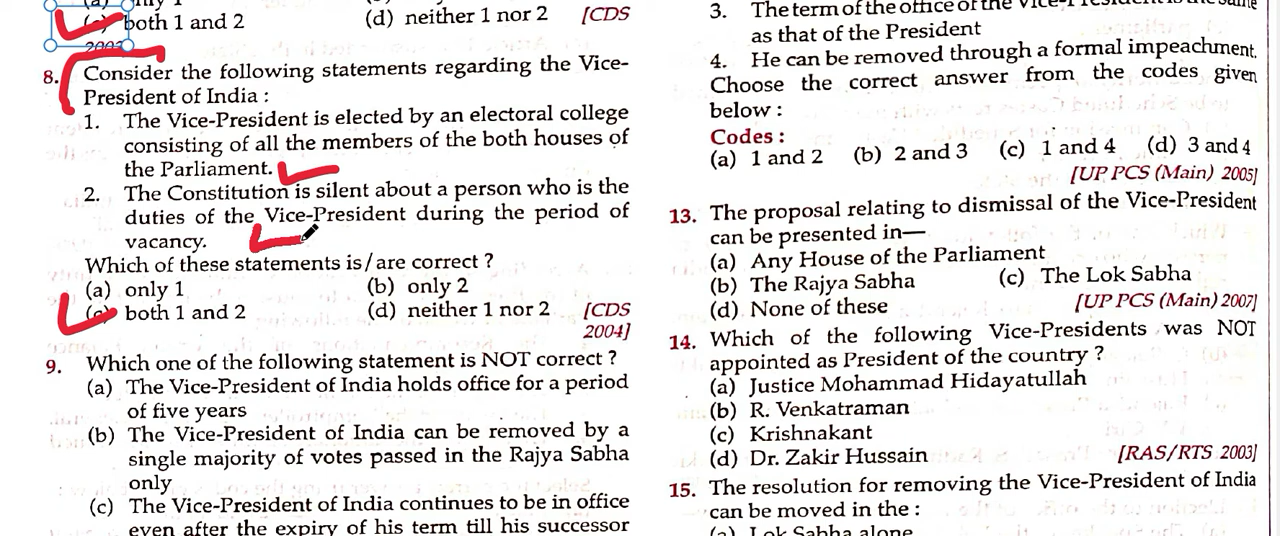 (c) both 1 and 2 (d) neither 1 nor 2 [CDS
2003]
8. Consider the following statements regarding the Vice-
President of India :
1. The Vice-President is elected by an electoral college
consisting of all the members of the both houses of
the Parliament.
2. The Constitution is silent about a person who is the
duties of the Vice-President during the period of
vacancy.
Which of these statements is/are correct ?
(a) only 1 (b) only 2
(c) both 1 and 2 (d) neither 1 nor 2 [CDS
2004]
9. Which one of the following statement is NOT correct ?
(a) The Vice-President of India holds office for a period
of five years
(b) The Vice-President of India can be removed by a
single majority of votes passed in the Rajya Sabha
only
(c) The Vice-President of India continues to be in office
even after the expiry of his term till his successor
3. The term of the office of the Vice-President is the same
as that of the President
4. He can be removed through a formal impeachment.
Choose the correct answer from the codes given
below :
Codes :
(a) 1 and 2 (b) 2 and 3 (c) 1 and 4 (d) 3 and 4
[UP PCS (Main) 2005]
13. The proposal relating to dismissal of the Vice-President
can be presented in—
(a) Any House of the Parliament
(b) The Rajya Sabha (c) The Lok Sabha
(d) None of these [UP PCS (Main) 2007]
14. Which of the following Vice-Presidents was NOT
appointed as President of the country ?
(a) Justice Mohammad Hidayatullah
(b) R. Venkatraman
(c) Krishnakant
(d) Dr. Zakir Hussain [RAS/RTS 2003]
15. The resolution for removing the Vice-President of India
can be moved in the :
(a) Lok Sabha alone